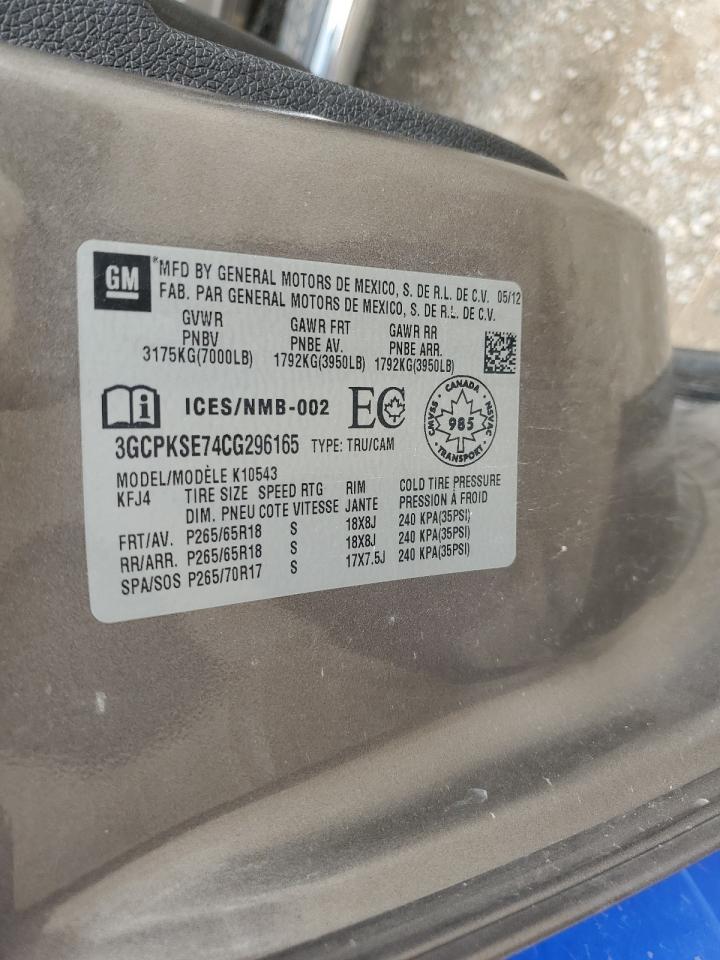 GM
*MFD BY GENERAL MOTORS DE MEXICO, S. DE R.L. DE C.V. 05/12
FAB. PAR GENERAL MOTORS DE MEXICO, S. DE R.L. DE C.V.
GVWR GAWR FRT GAWR RR
PNBV PNBE AV. PNBE ARR.
3175KG(7000LB) 1792KG(3950LB) 1792KG(3950LB)
i ICES/NMB-002 EC
CANADA
CMVSS 985 NSVAC
TRANSPORT
3GCPKSE74CG296165 TYPE: TRU/CAM
MODEL/MODÈLE K10543
KFJ4 TIRE SIZE SPEED RTG RIM COLD TIRE PRESSURE
DIM. PNEU COTE VITESSE JANTE PRESSION À FROID
FRT/AV. P265/65R18 S 18X8J 240 KPA(35PSI)
RR/ARR. P265/65R18 S 18X8J 240 KPA(35PSI)
SPA/SOS P265/70R17 S 17X7.5J 240 KPA(35PSI)